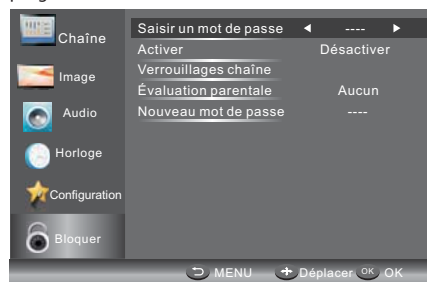 Chaîne
Image
Audio
Horloge
Configuration
Bloquer
Saisir un mot de passe ----
Activer Désactiver
Verrouillages chaîne
Évaluation parentale Aucun
Nouveau mot de passe ----
MENU Déplacer OK OK